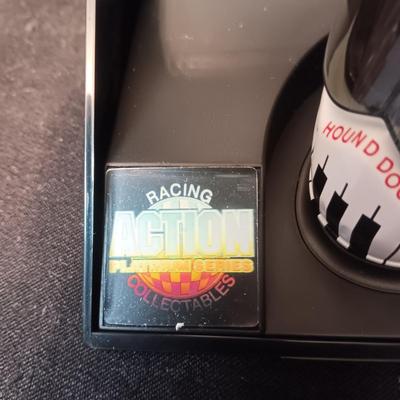 RACING
ACTION
PLATINUM SERIES
COLLECTABLES
HOUND DOG